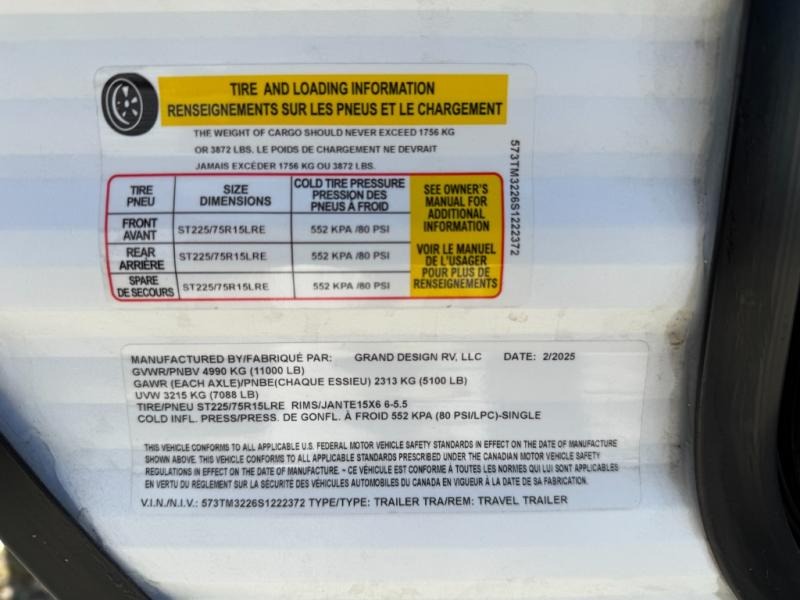 TIRE AND LOADING INFORMATION
RENSEIGNEMENTS SUR LES PNEUS ET LE CHARGEMENT
THE WEIGHT OF CARGO SHOULD NEVER EXCEED 1756 KG
OR 3872 LBS. LE POIDS DE CHARGEMENT NE DEVRAIT
JAMAIS EXCÉDER 1756 KG OU 3872 LBS.
TIRE
PNEU
SIZE
DIMENSIONS
COLD TIRE PRESSURE
PRESSION DES
PNEUS À FROID
FRONT
AVANT
ST225/75R15LRE
552 KPA /80 PSI
REAR
ARRIÈRE
ST225/75R15LRE
552 KPA /80 PSI
SPARE
DE SECOURS
ST225/75R15LRE
552 KPA /80 PSI
SEE OWNER'S
MANUAL FOR
ADDITIONAL
INFORMATION
VOIR LE MANUEL
DE L'USAGER
POUR PLUS DE
RENSEIGNEMENTS
573TM3226S1222372
MANUFACTURED BY/FABRIQUÉ PAR: GRAND DESIGN RV, LLC DATE: 2/2025
GVWR/PNBV 4990 KG (11000 LB)
GAWR (EACH AXLE)/PNBE(CHAQUE ESSIEU) 2313 KG (5100 LB)
UVW 3215 KG (7088 LB)
TIRE/PNEU ST225/75R15LRE RIMS/JANTE15X6 6-5.5
COLD INFL. PRESS/PRESS. DE GONFL. À FROID 552 KPA (80 PSI/LPC)-SINGLE
THIS VEHICLE CONFORMS TO ALL APPLICABLE U.S. FEDERAL MOTOR VEHICLE SAFETY STANDARDS IN EFFECT ON THE DATE OF MANUFACTURE
SHOWN ABOVE. THIS VEHICLE CONFORMS TO ALL APPLICABLE STANDARDS PRESCRIBED UNDER THE CANADIAN MOTOR VEHICLE SAFETY
REGULATIONS IN EFFECT ON THE DATE OF MANUFACTURE. - CE VÉHICULE EST CONFORME À TOUTES LES NORMES QUI LUI SONT APPLICABLES
EN VERTU DU RÈGLEMENT SUR LA SÉCURITÉ DES VÉHICULES AUTOMOBILES DU CANADA EN VIGUEUR À LA DATE DE SA FABRICATION.
V.I.N./N.I.V.: 573TM3226S1222372 TYPE/TYPE: TRAILER TRA/REM: TRAVEL TRAILER